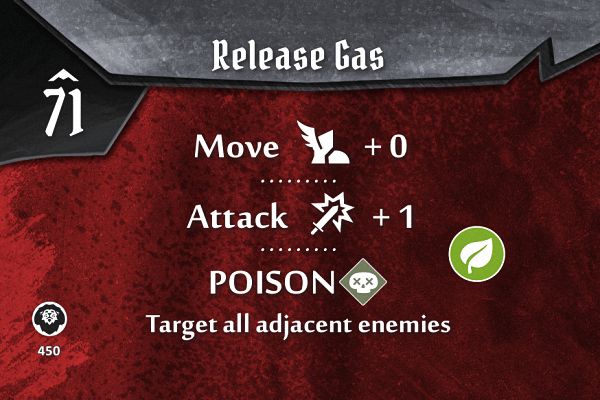 Release Gas
71
Move + 0
Attack + 1
POISON
Target all adjacent enemies
450